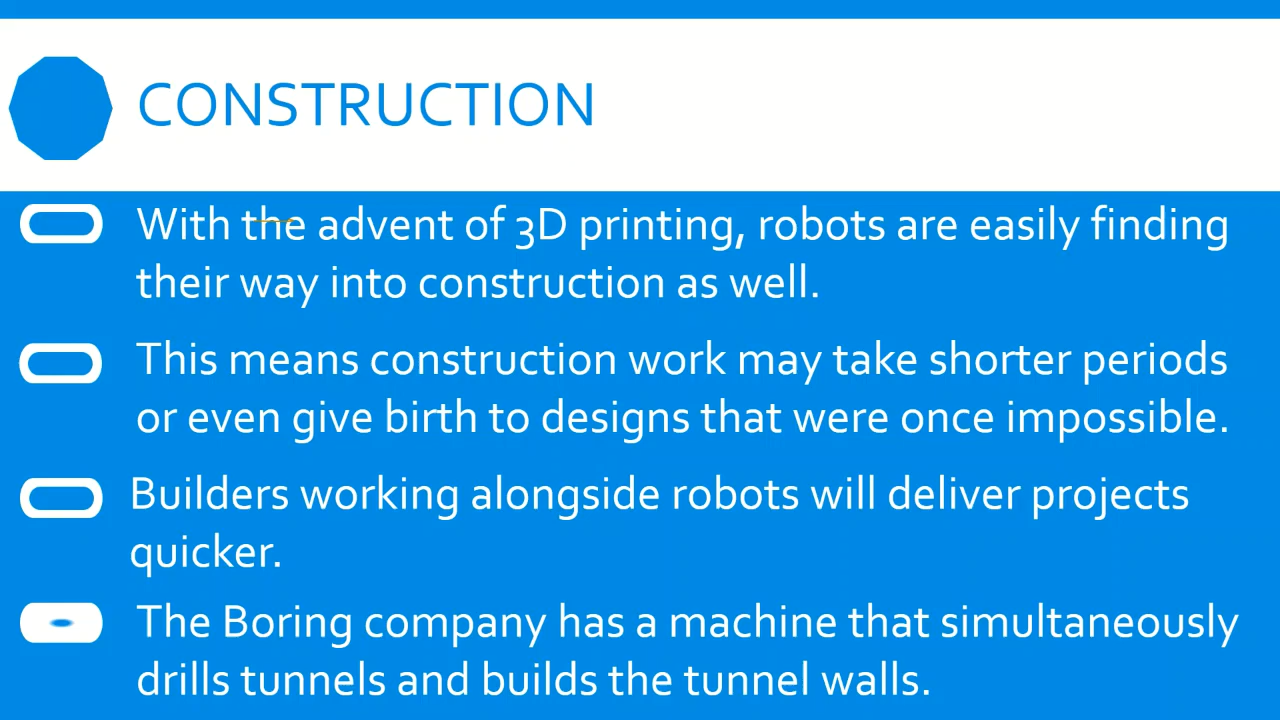 CONSTRUCTION
With the advent of 3D printing, robots are easily finding
their way into construction as well.
This means construction work may take shorter periods
or even give birth to designs that were once impossible.
Builders working alongside robots will deliver projects
quicker.
The Boring company has a machine that simultaneously
drills tunnels and builds the tunnel walls.